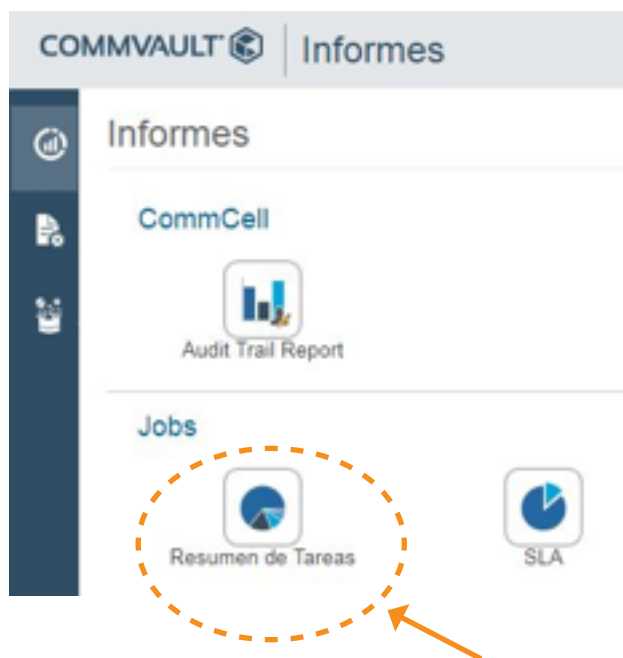 COMMVAULT Informes
Informes
CommCell
Audit Trail Report
Jobs
Resumen de Tareas
SLA